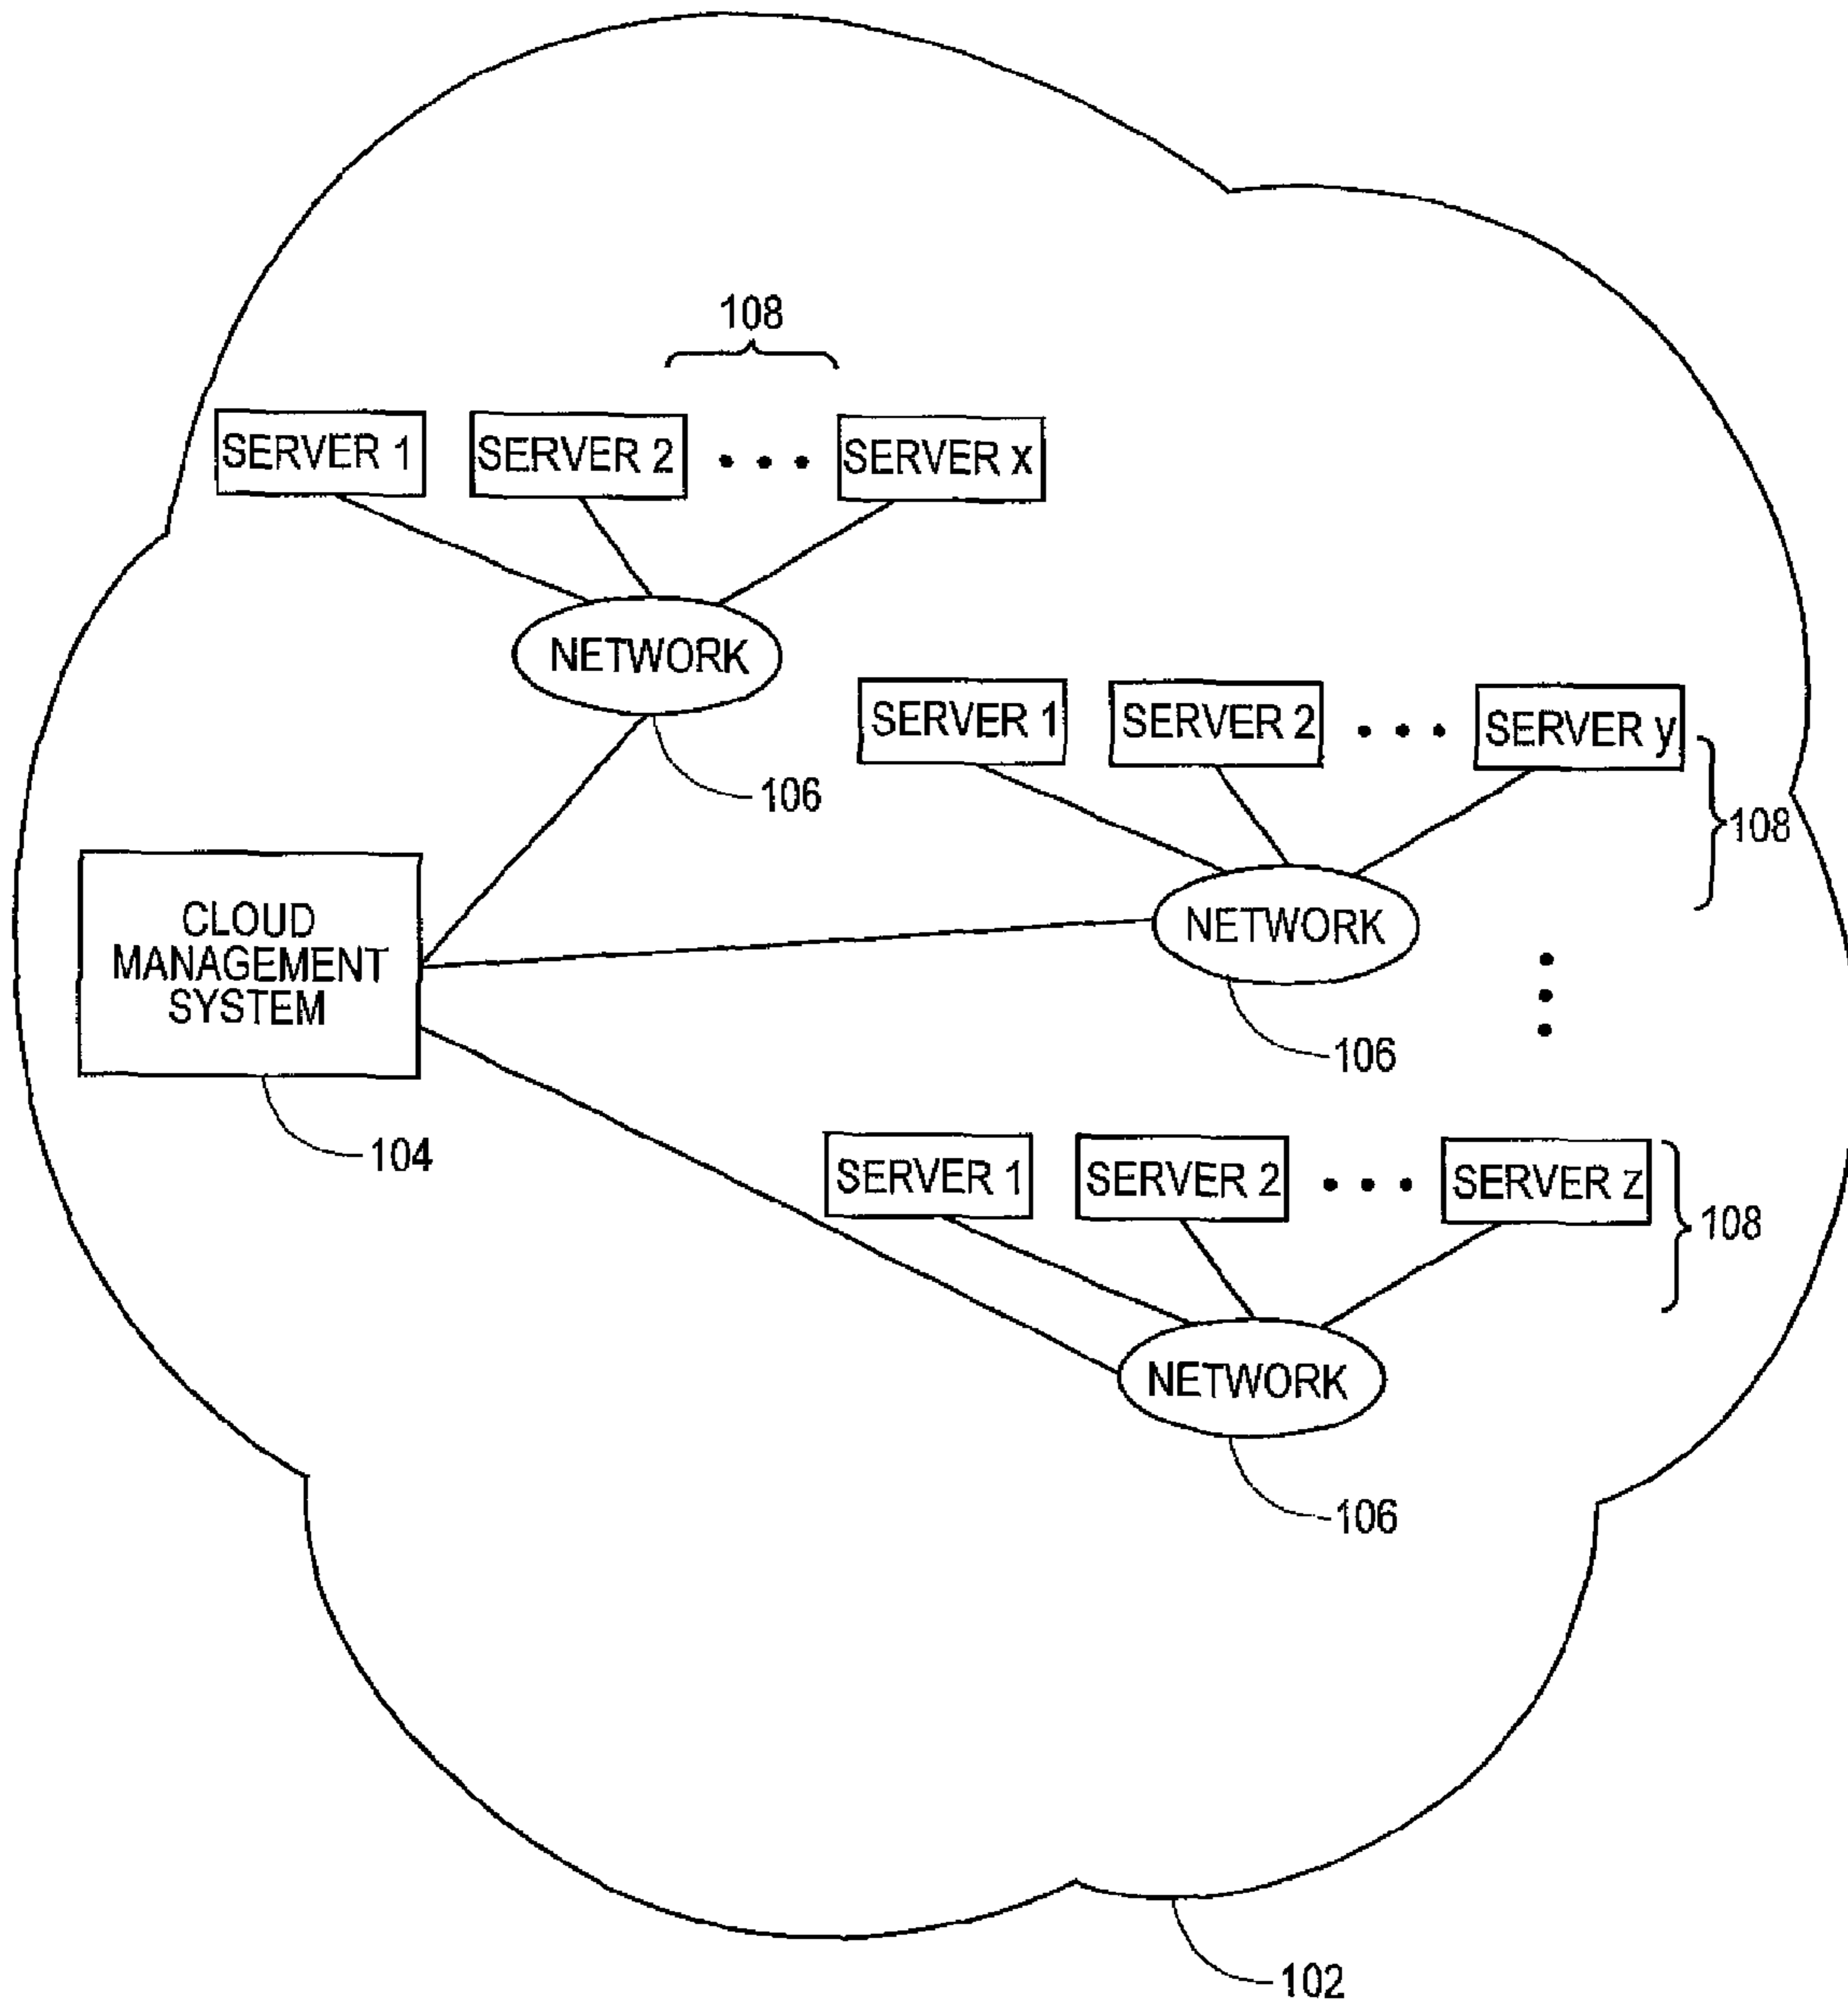 108
SERVER 1
SERVER 2
SERVER x
NETWORK
106
SERVER 1
SERVER 2
SERVER y
108
NETWORK
106
CLOUD
MANAGEMENT
SYSTEM
104
SERVER 1
SERVER 2
SERVER z
108
NETWORK
106
102